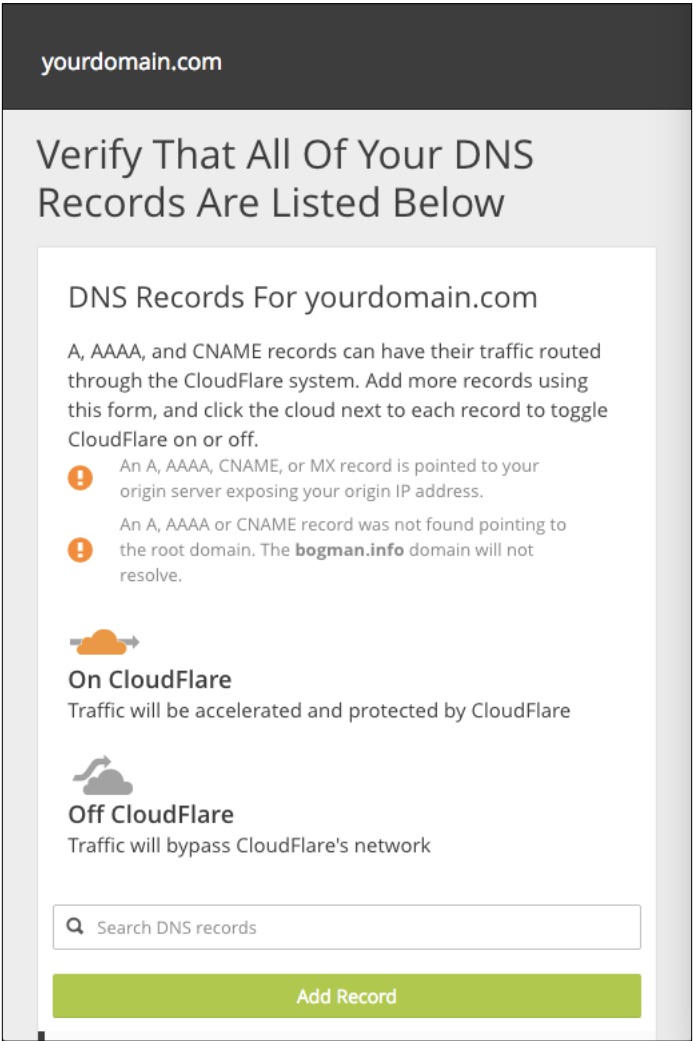 yourdomain.com
Verify That All Of Your DNS
Records Are Listed Below
DNS Records For yourdomain.com
A, AAAA, and CNAME records can have their traffic routed
through the CloudFlare system. Add more records using
this form, and click the cloud next to each record to toggle
CloudFlare on or off.
An A, AAAA, CNAME, or MX record is pointed to your
origin server exposing your origin IP address.
An A, AAAA or CNAME record was not found pointing to
the root domain. The bogman.info domain will not
resolve.
On CloudFlare
Traffic will be accelerated and protected by CloudFlare
Off CloudFlare
Traffic will bypass CloudFlare's network
Search DNS records
Add Record